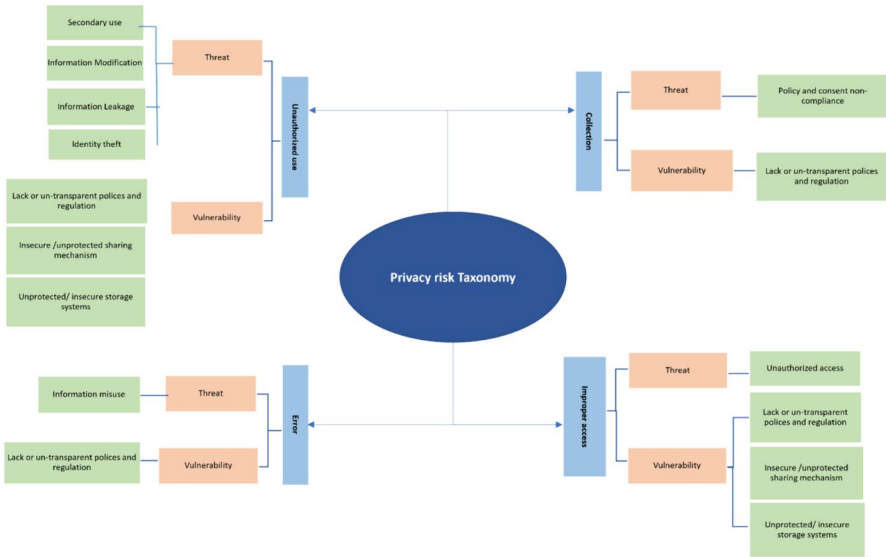 Secondary use
Information Modification
Information Leakage
Identity theft
Threat
Unauthorized use
Vulnerability
Lack or un-transparent polices and
regulation
Insecure /unprotected sharing
mechanism
Unprotected/ insecure storage
systems
Collection
Threat
Policy and consent non-
compliance
Vulnerability
Lack or un-transparent polices
and regulation
Privacy risk Taxonomy
Information misuse
Threat
Error
Lack or un-transparent polices and
regulation
Vulnerability
Improper access
Threat
Unauthorized access
Vulnerability
Lack or un-transparent
polices and regulation
Insecure /unprotected
sharing mechanism
Unprotected/ insecure
storage systems